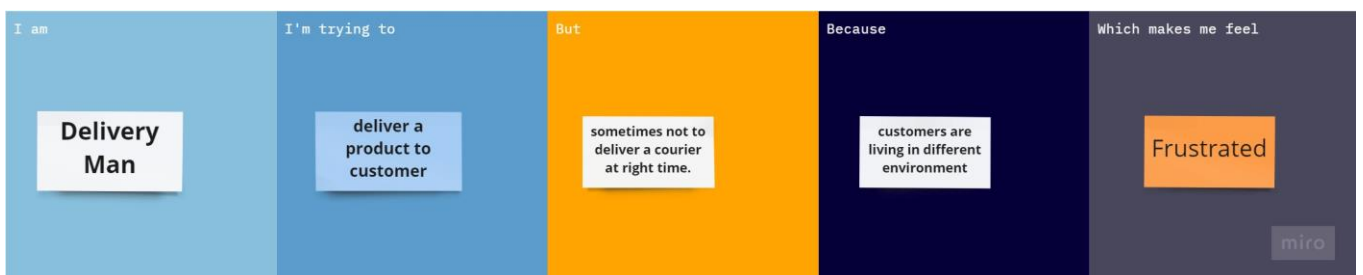 I am
Delivery
Man
I'm trying to
deliver a
product to
customer
But
sometimes not to
deliver a courier
at right time.
Because
customers are
living in different
environment
Which makes me feel
Frustrated
miro